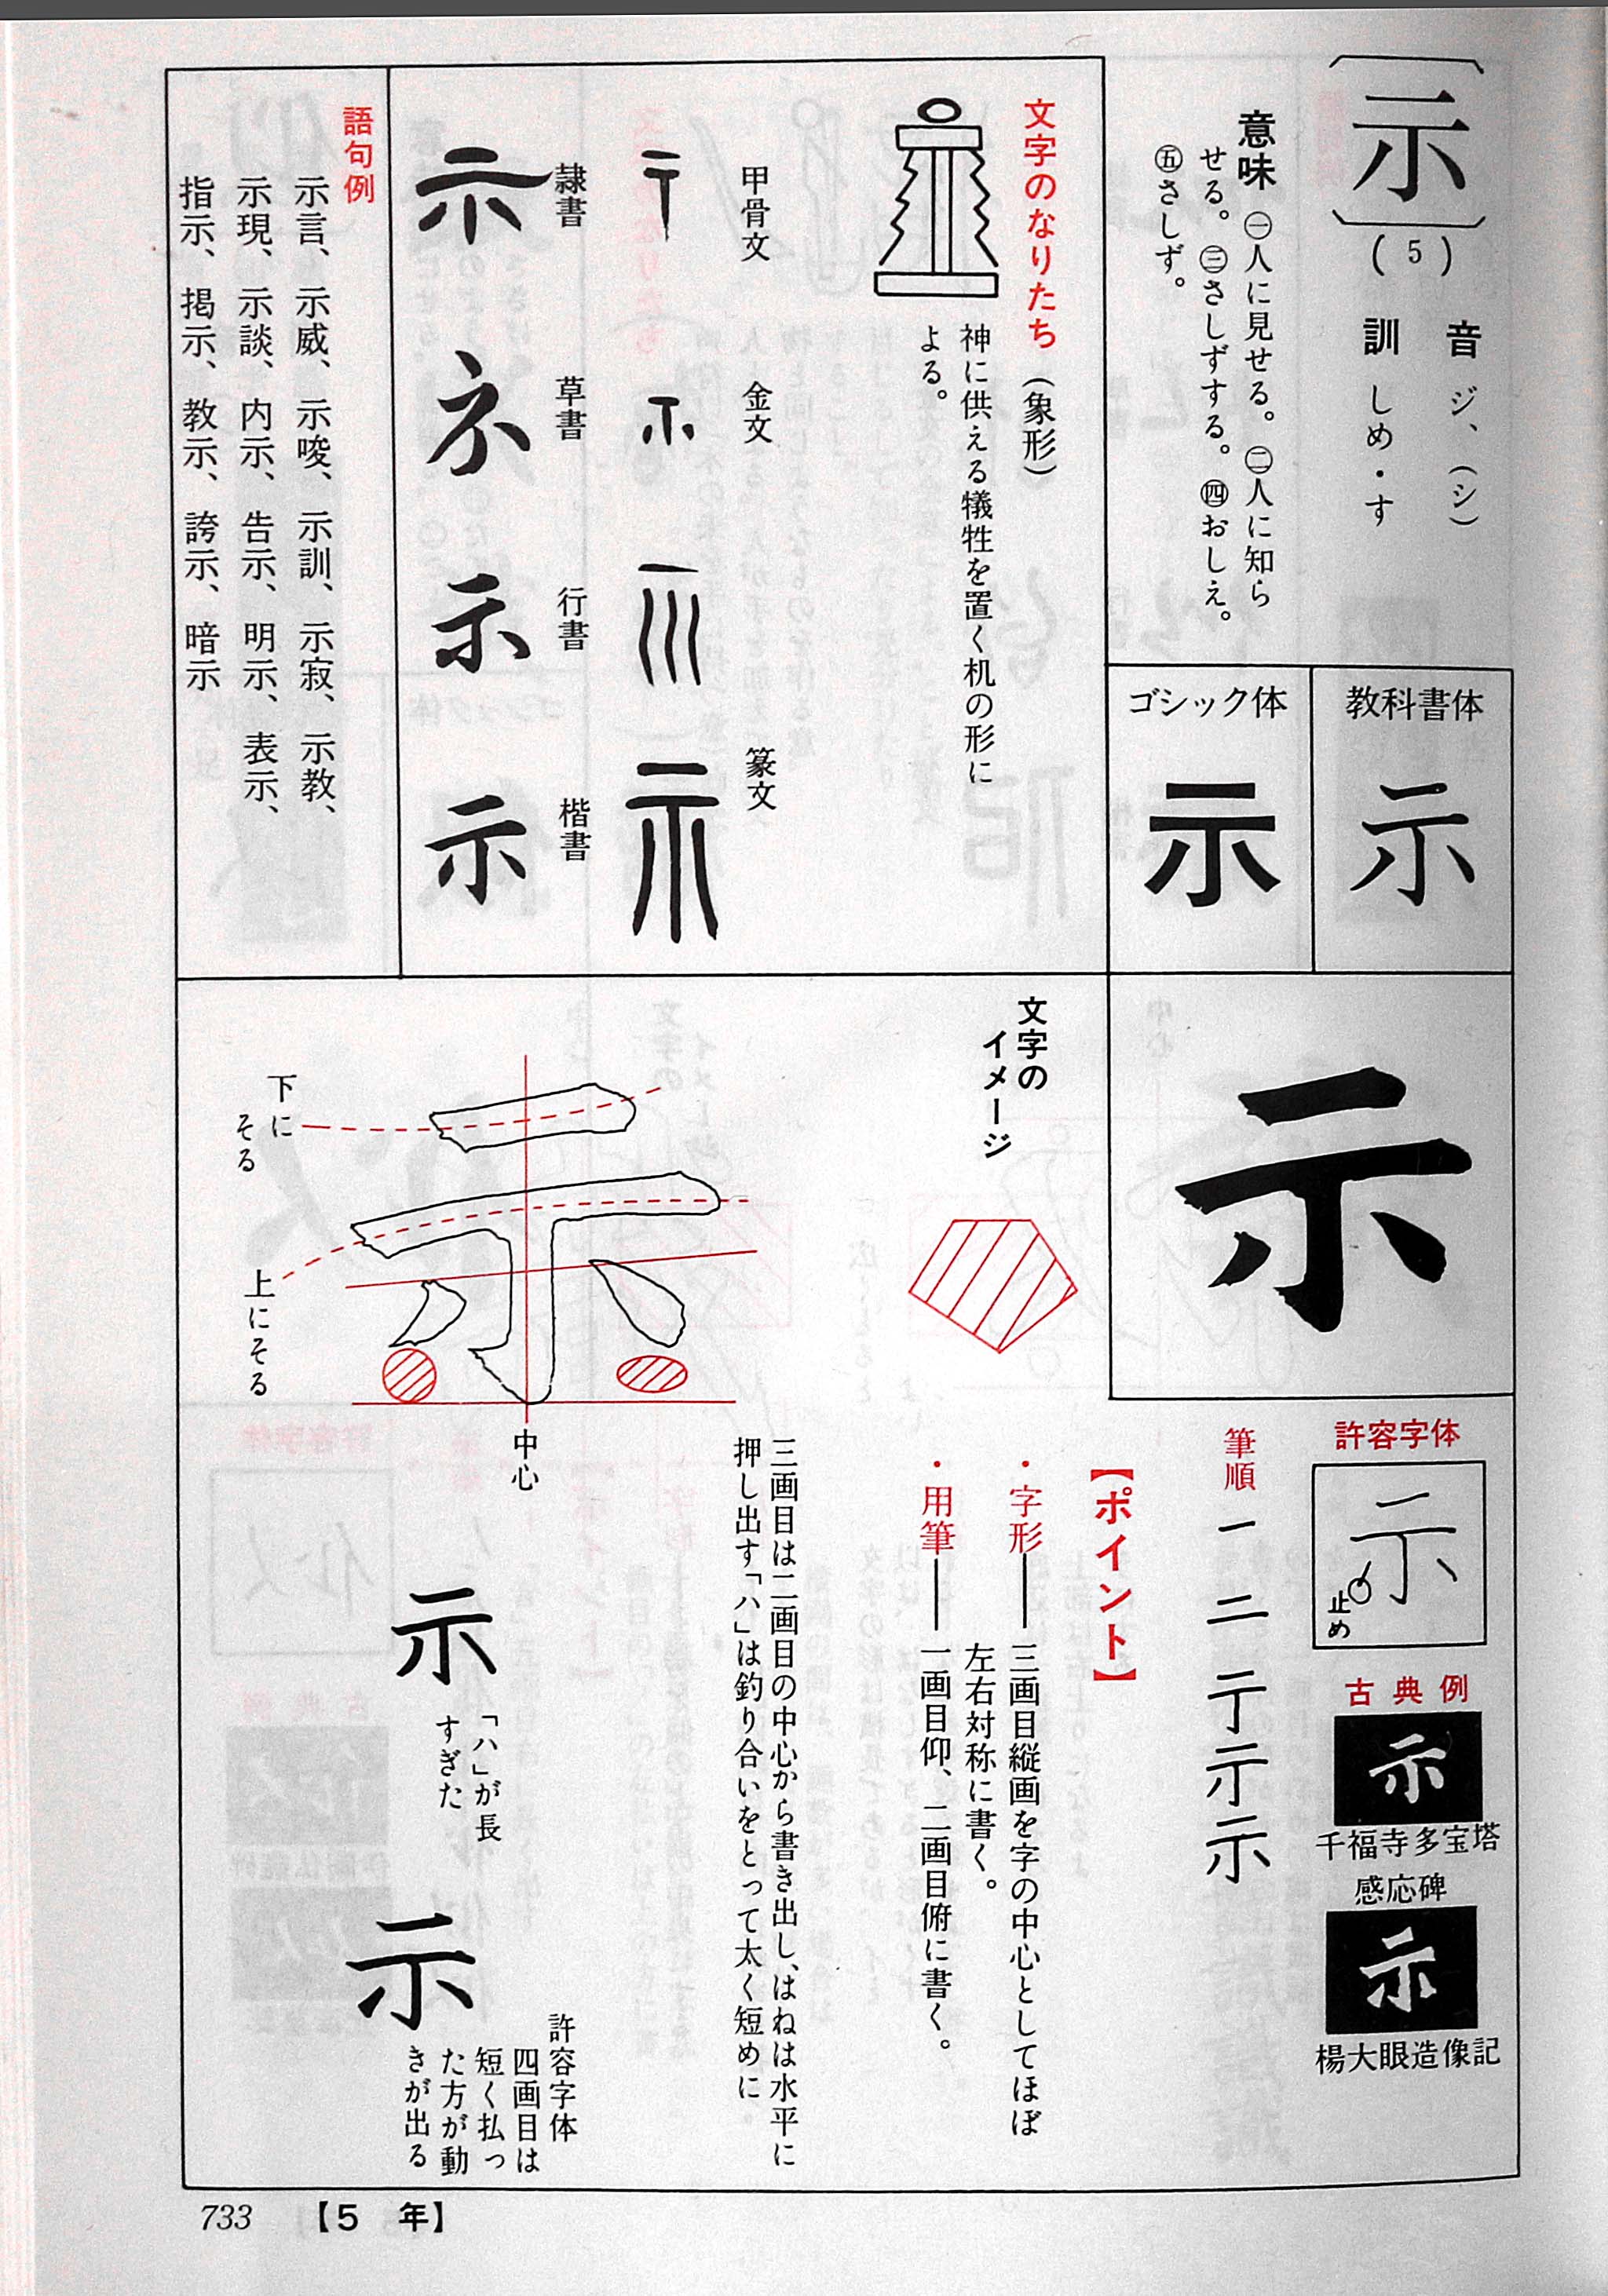 示
(5)
音 ジ、(シ)
訓 しめ・す
意味 ㊀人に見せる。㊁人に知ら
せる。㊂さしずする。㊃おしえ。
㊄さしず。
教科書体
示
ゴシック体
示
文字のなりたち(象形)
神に供える犠牲を置く机の形に
よる。
甲骨文
金文
篆文
隷書
示
草書
示
行書
示
楷書
示
語句例
示言、示威、示唆、示訓、示寂、示教、
示現、示談、内示、告示、明示、表示、
指示、掲示、教示、誇示、暗示
示
文字の
イメージ
下に
そる
上にそる
中心
許容字体
示
止め
古典例
示
千福寺多宝塔
感応碑
示
楊大眼造像記
筆順 一 二 亍 示 示
【ポイント】
・字形——三画目縦画を字の中心としてほぼ
左右対称に書く。
・用筆——一画目仰、二画目俯に書く。
三画目は二画目の中心から書き出し、はねは水平に
押し出す「ハ」は釣り合いをとって太く短めに。
示
「ハ」が長
すぎた
示
許容字体
四画目は
短く払っ
た方が動
きが出る
733 【5 年】